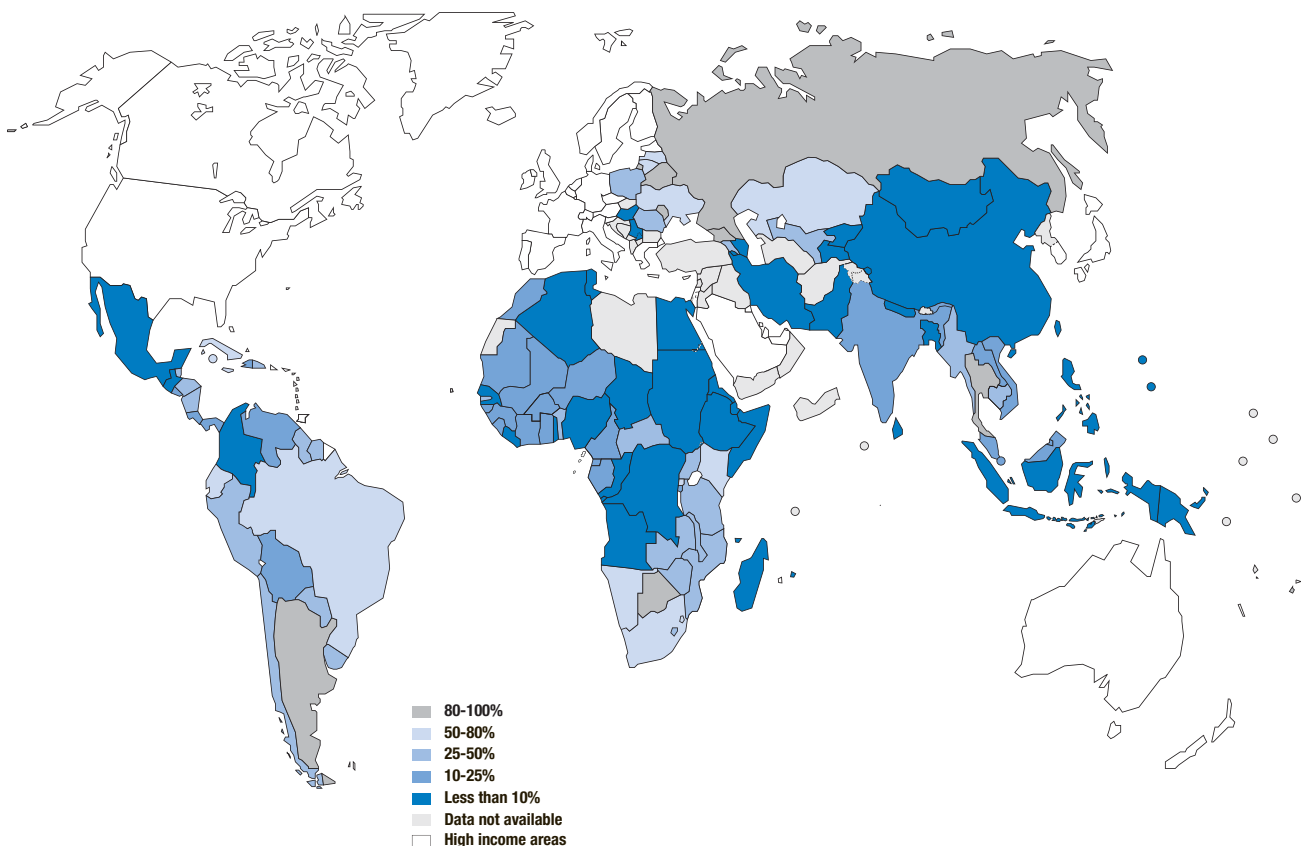 80-100%
50-80%
25-50%
10-25%
Less than 10%
Data not available
High income areas